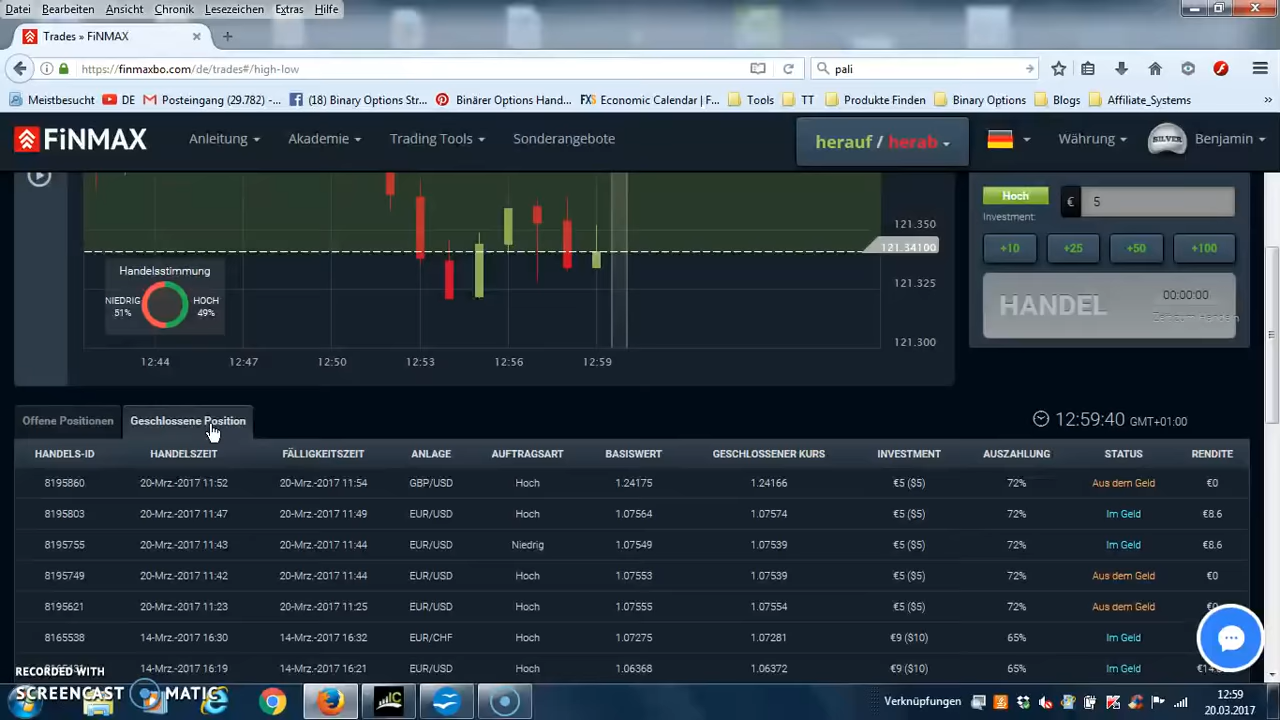 Datei Bearbeiten Ansicht Chronik Lesezeichen Extras Hilfe
Trades » FiNMAX
https://finmaxbo.com/de/trades#/high-low
pali
Meistbesucht DE Posteingang (29.782) -... (18) Binary Options Str... Binärer Options Hand... FXS Economic Calendar | F... Tools TT Produkte Finden Binary Options Blogs Affiliate_Systems
FiNMAX Anleitung Akademie Trading Tools Sonderangebote herauf / herab Währung SILVER Benjamin
Hoch € 5
Investment:
+10 +25 +50 +100
HANDEL 00:00:00
121.350
121.34100
121.325
121.300
Handelsstimmung
NIEDRIG 51%
HOCH 49%
12:44 12:47 12:50 12:53 12:56 12:59
Offene Positionen Geschlossene Position 12:59:40 GMT+01:00
HANDELS-ID HANDELSZEIT FÄLLIGKEITSZEIT ANLAGE AUFTRAGSART BASISWERT GESCHLOSSENER KURS INVESTMENT AUSZAHLUNG STATUS RENDITE
8195860 20-Mrz.-2017 11:52 20-Mrz.-2017 11:54 GBP/USD Hoch 1.24175 1.24166 €5 ($5) 72% Aus dem Geld €0
8195803 20-Mrz.-2017 11:47 20-Mrz.-2017 11:49 EUR/USD Hoch 1.07564 1.07574 €5 ($5) 72% Im Geld €8.6
8195755 20-Mrz.-2017 11:43 20-Mrz.-2017 11:44 EUR/USD Niedrig 1.07549 1.07539 €5 ($5) 72% Im Geld €8.6
8195749 20-Mrz.-2017 11:42 20-Mrz.-2017 11:44 EUR/USD Hoch 1.07553 1.07539 €5 ($5) 72% Aus dem Geld €0
8195621 20-Mrz.-2017 11:23 20-Mrz.-2017 11:25 EUR/USD Hoch 1.07555 1.07554 €5 ($5) 72% Aus dem Geld
8165538 14-Mrz.-2017 16:30 14-Mrz.-2017 16:32 EUR/CHF Hoch 1.07275 1.07281 €9 ($10) 65% Im Geld
14-Mrz.-2017 16:19 14-Mrz.-2017 16:21 EUR/USD Hoch 1.06368 1.06372 €9 ($10) 65% Im Geld
RECORDED WITH
SCREENCAST MATIC
Verknüpfungen
12:59
20.03.2017